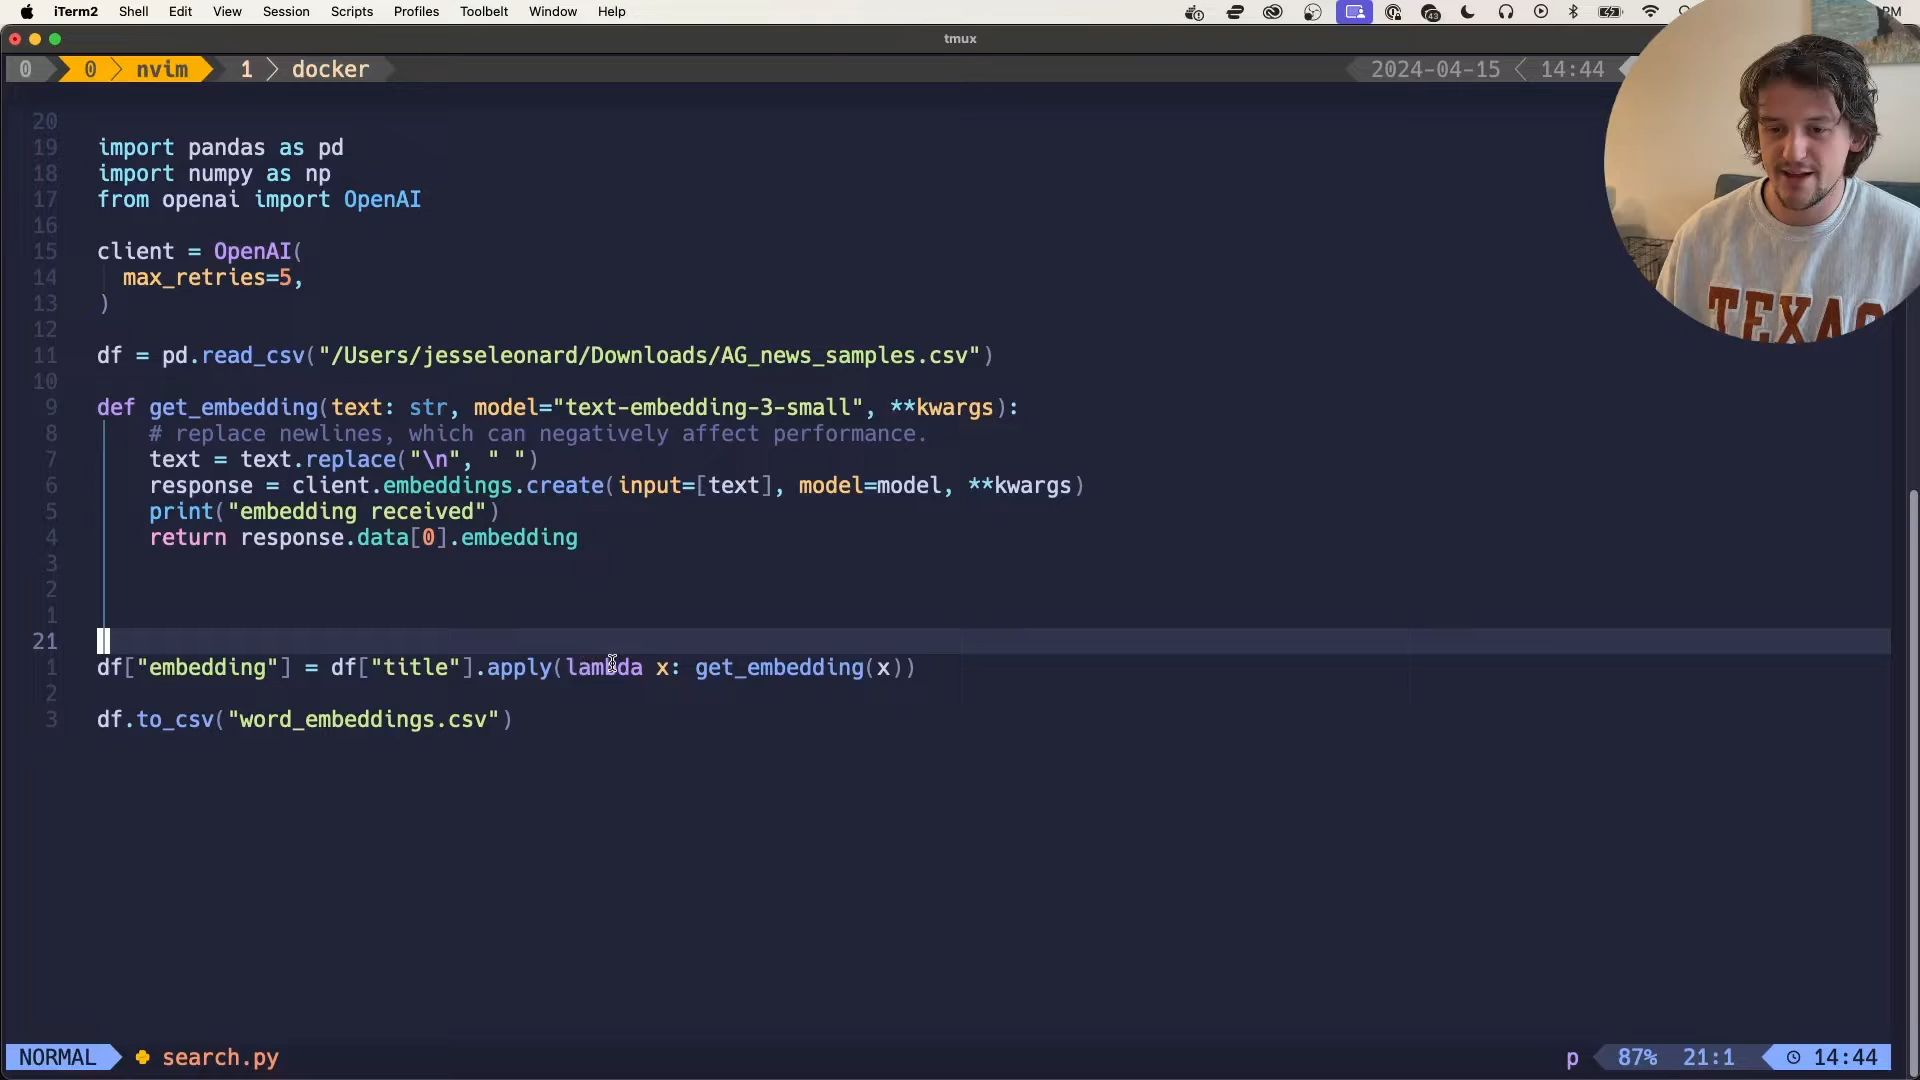 iTerm2 Shell Edit View Session Scripts Profiles Toolbelt Window Help 43 PM
tmux
0 0 nvim 1 docker 2024-04-15 14:44
20
19 import pandas as pd
18 import numpy as np
17 from openai import OpenAI
16
15 client = OpenAI(
14 max_retries=5,
13 )
12
11 df = pd.read_csv("/Users/jesseleonard/Downloads/AG_news_samples.csv")
10
9 def get_embedding(text: str, model="text-embedding-3-small", **kwargs):
8 # replace newlines, which can negatively affect performance.
7 text = text.replace("\n", " ")
6 response = client.embeddings.create(input=[text], model=model, **kwargs)
5 print("embedding received")
4 return response.data[0].embedding
3
2
1
21
1 df["embedding"] = df["title"].apply(lambda x: get_embedding(x))
2
3 df.to_csv("word_embeddings.csv")
NORMAL search.py p 87% 21:1 14:44
TEXAS